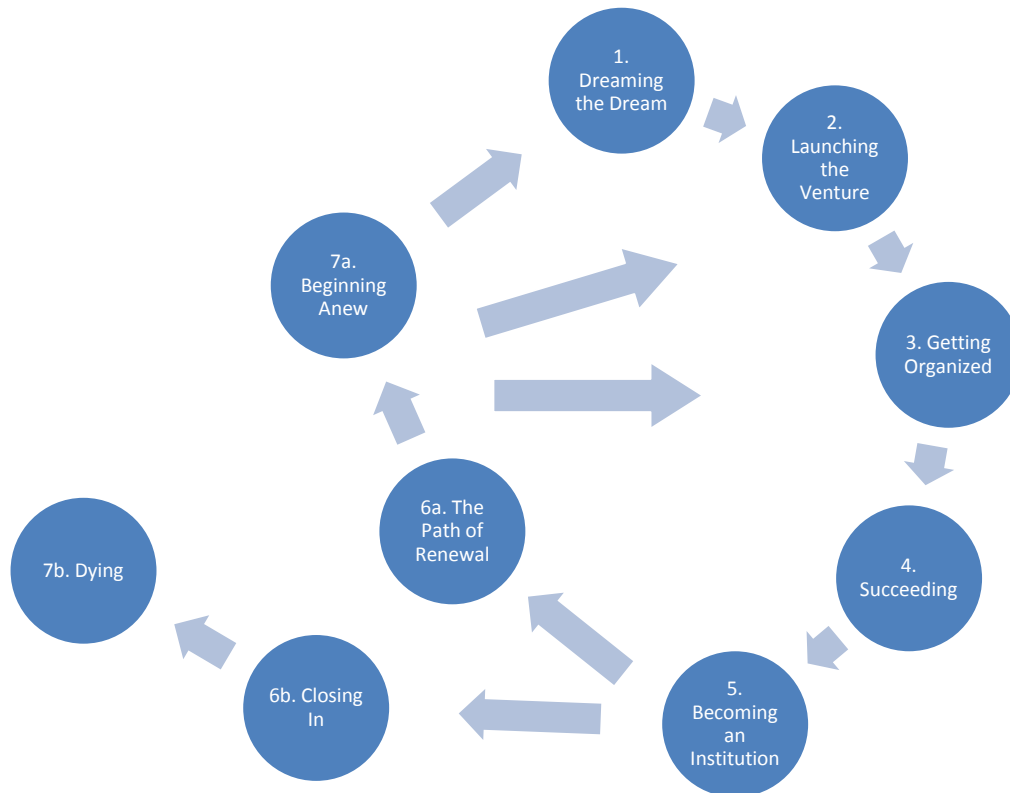 1.
Dreaming
the Dream
2.
Launching
the
Venture
3. Getting
Organized
4.
Succeeding
5.
Becoming
an
Institution
6a. The
Path of
Renewal
7a.
Beginning
Anew
6b. Closing
In
7b. Dying